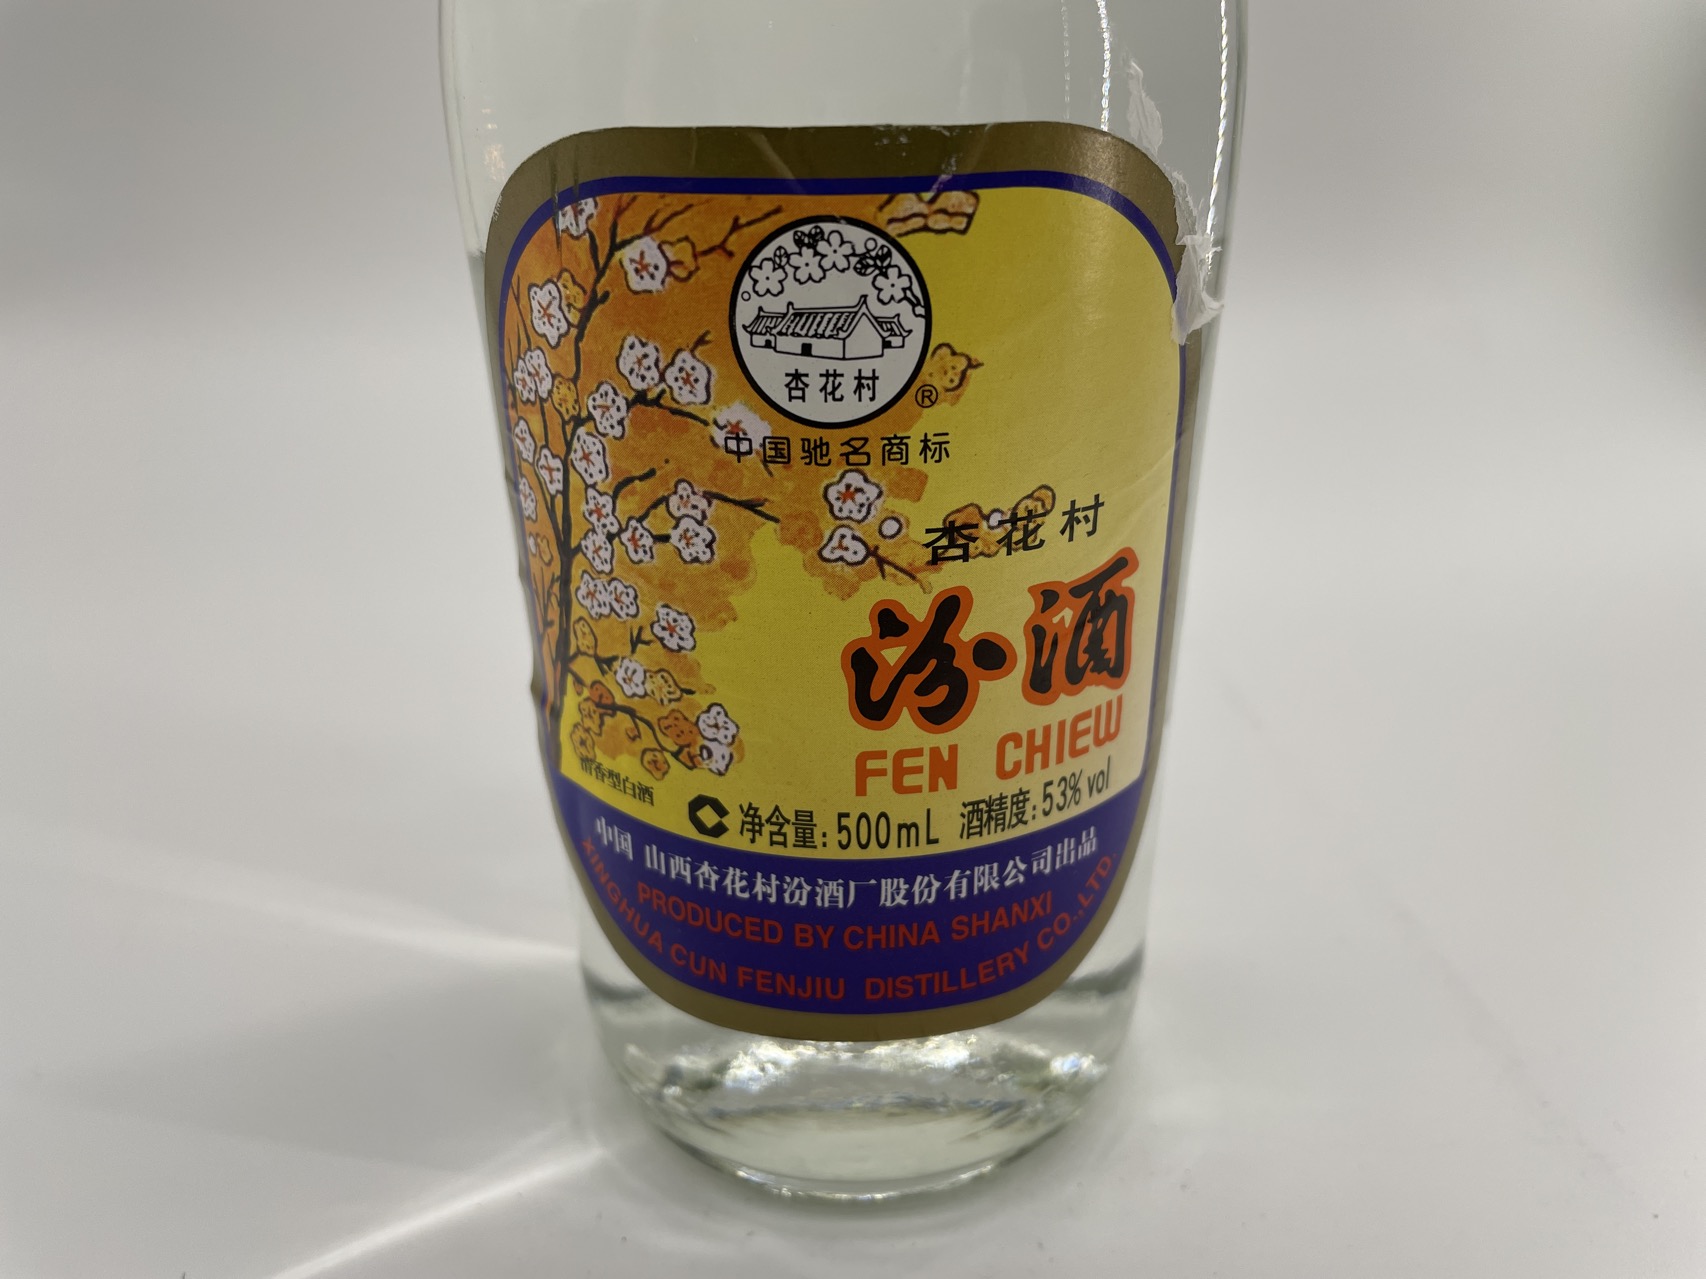 杏花村
®
中国驰名商标
杏花村
汾酒
FEN CHIEW
清香型白酒
净含量:500mL 酒精度:53%vol
中国 山西杏花村汾酒厂股份有限公司出品
PRODUCED BY CHINA SHANXI
XINGHUA CUN FENJIU DISTILLERY CO.,LTD.